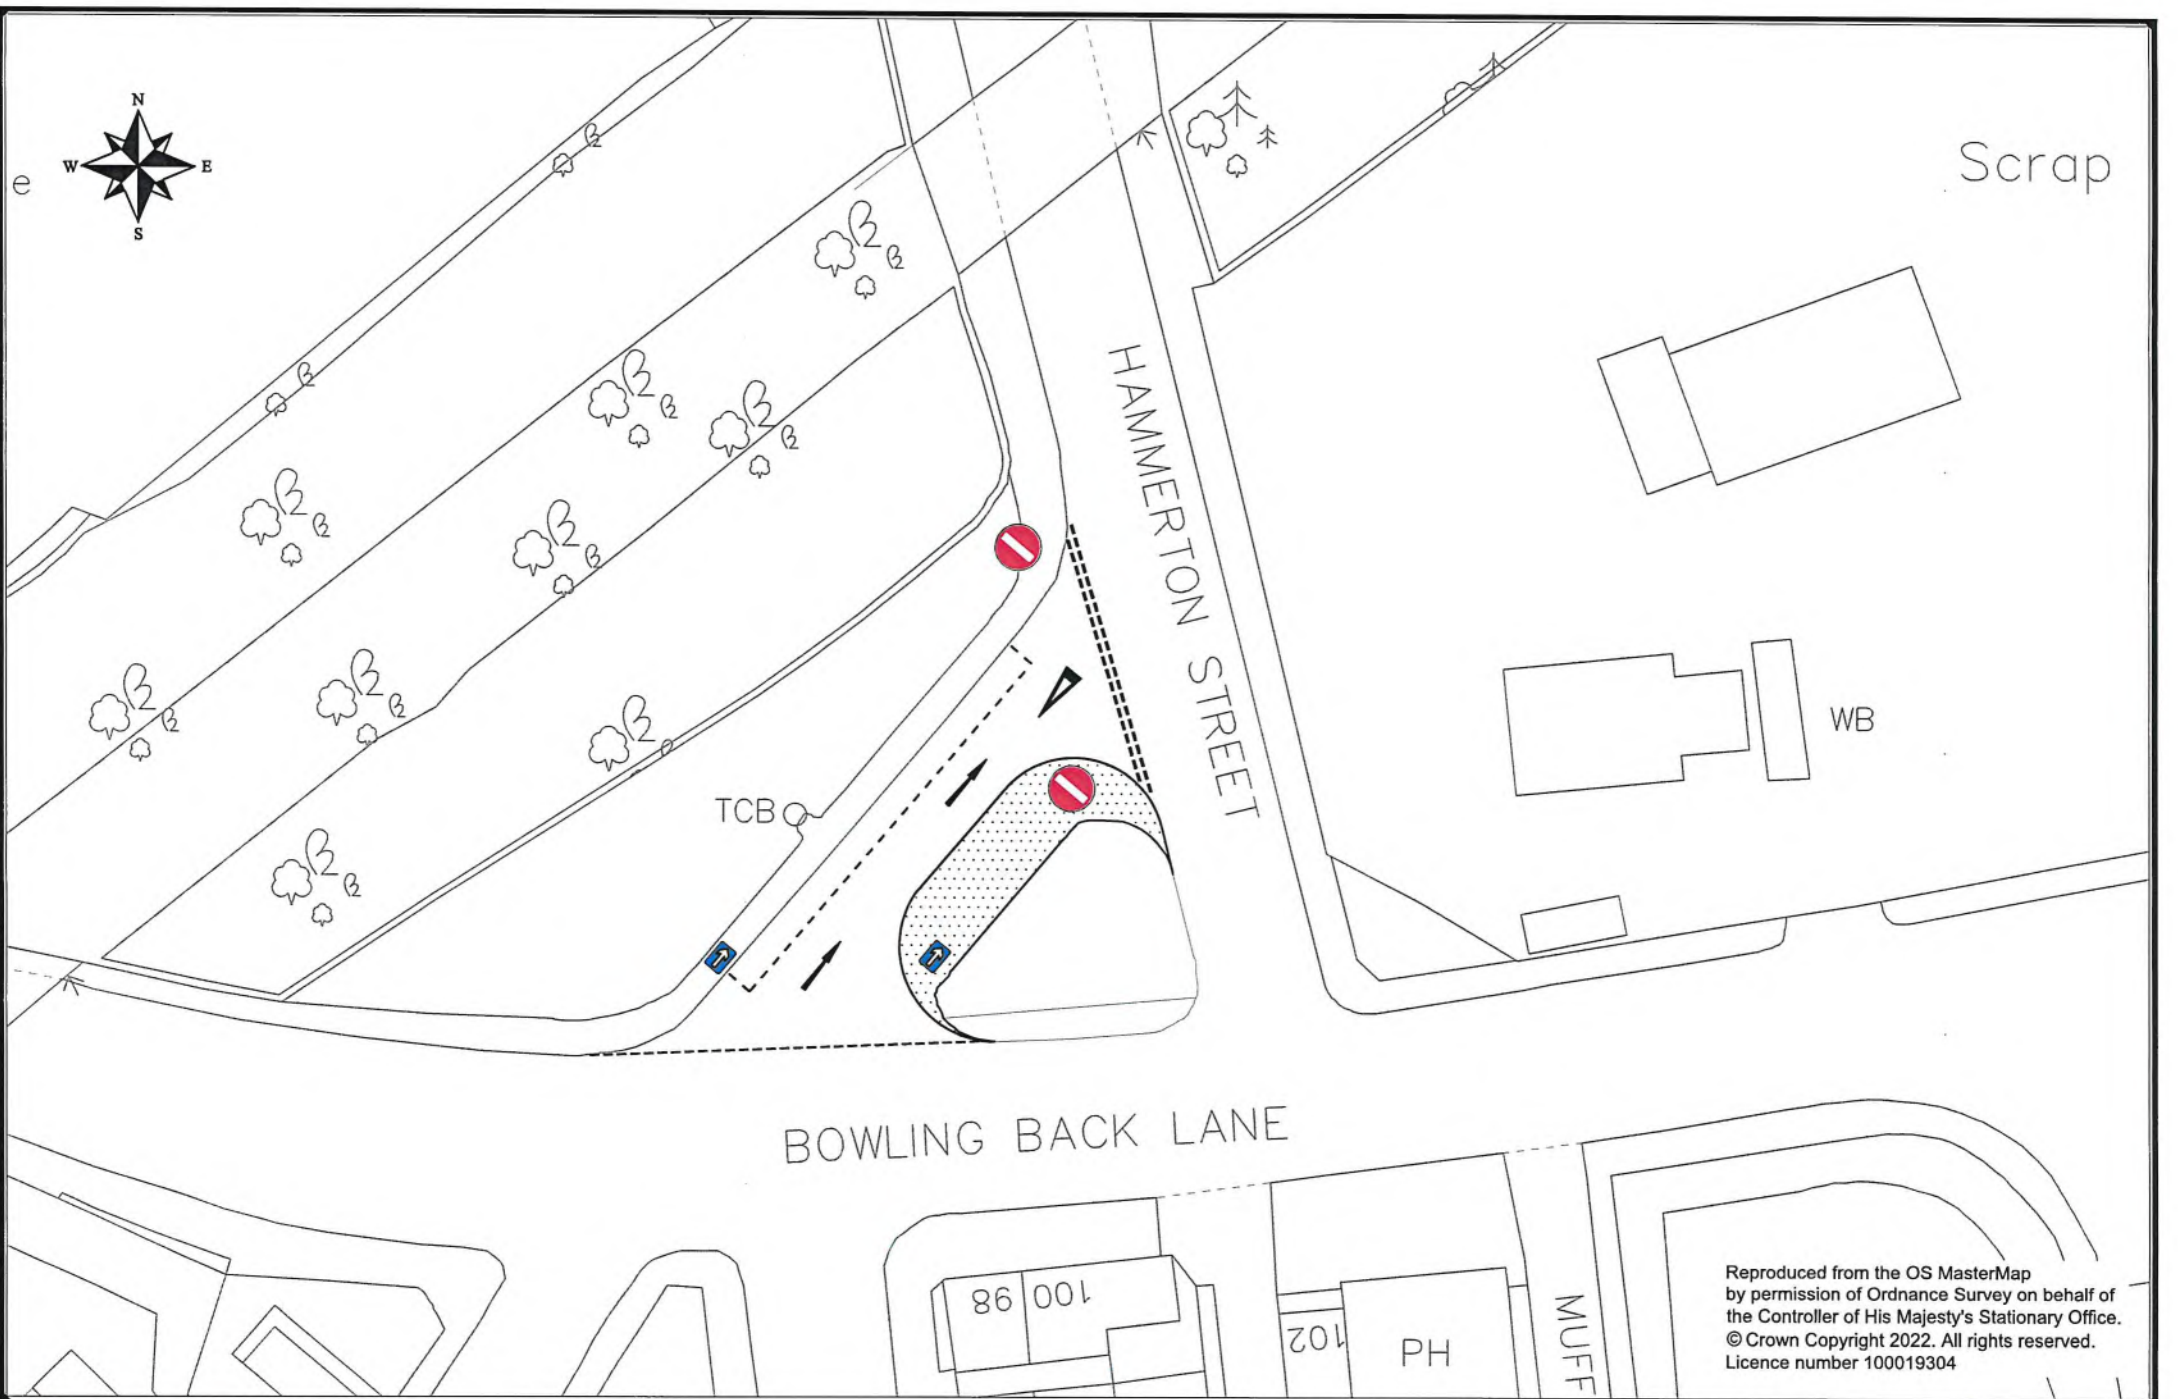 N
W E
S
e
Scrap
HAMMERTON STREET
WB
TCB
BOWLING BACK LANE
98
100
102
PH
MUFF
Reproduced from the OS MasterMap
by permission of Ordnance Survey on behalf of
the Controller of His Majesty's Stationary Office.
© Crown Copyright 2022. All rights reserved.
Licence number 100019304